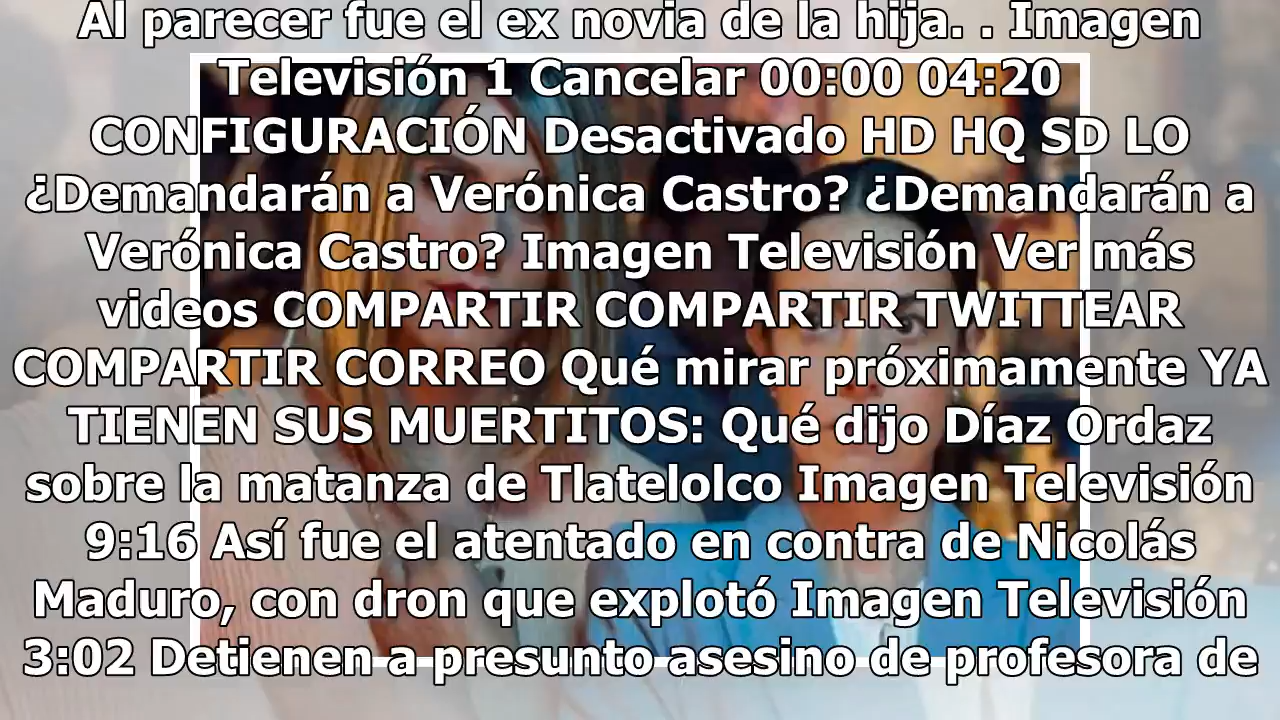 Al parecer fue el ex novia de la hija. . Imagen
Televisión 1 Cancelar 00:00 04:20
CONFIGURACIÓN Desactivado HD HQ SD LO
¿Demandarán a Verónica Castro? ¿Demandarán a
Verónica Castro? Imagen Televisión Ver más
videos COMPARTIR COMPARTIR TWITTEAR
COMPARTIR CORREO Qué mirar próximamente YA
TIENEN SUS MUERTITOS: Qué dijo Díaz Ordaz
sobre la matanza de Tlatelolco Imagen Televisión
9:16 Así fue el atentado en contra de Nicolás
Maduro, con dron que explotó Imagen Televisión
3:02 Detienen a presunto asesino de profesora de